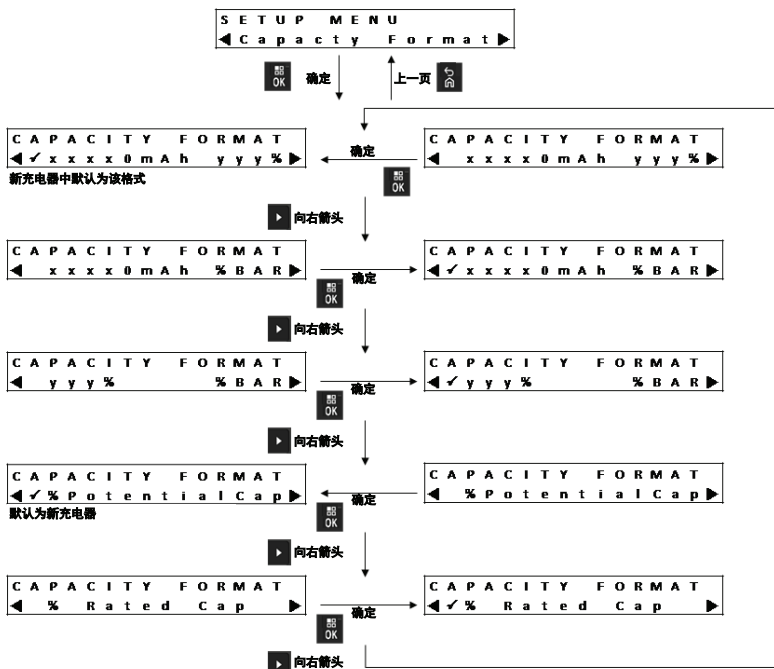 SETUP MENU
◀Capacty Format▶
OK 确定 上一页
CAPACITY FORMAT
◀✓xxxx0mAh yyy%▶
新充电器中默认为该格式
确定
OK
CAPACITY FORMAT
◀ xxxx0mAh yyy%▶
向右箭头
CAPACITY FORMAT
◀ xxxx0mAh %BAR▶
确定
OK
CAPACITY FORMAT
◀✓xxxx0mAh %BAR▶
向右箭头
CAPACITY FORMAT
◀ yyy% %BAR▶
确定
OK
CAPACITY FORMAT
◀✓yyy% %BAR▶
向右箭头
CAPACITY FORMAT
◀✓%PotentialCap▶
默认为新充电器
确定
OK
CAPACITY FORMAT
◀ %PotentialCap▶
向右箭头
CAPACITY FORMAT
◀ % Rated Cap ▶
确定
OK
CAPACITY FORMAT
◀✓% Rated Cap ▶
向右箭头